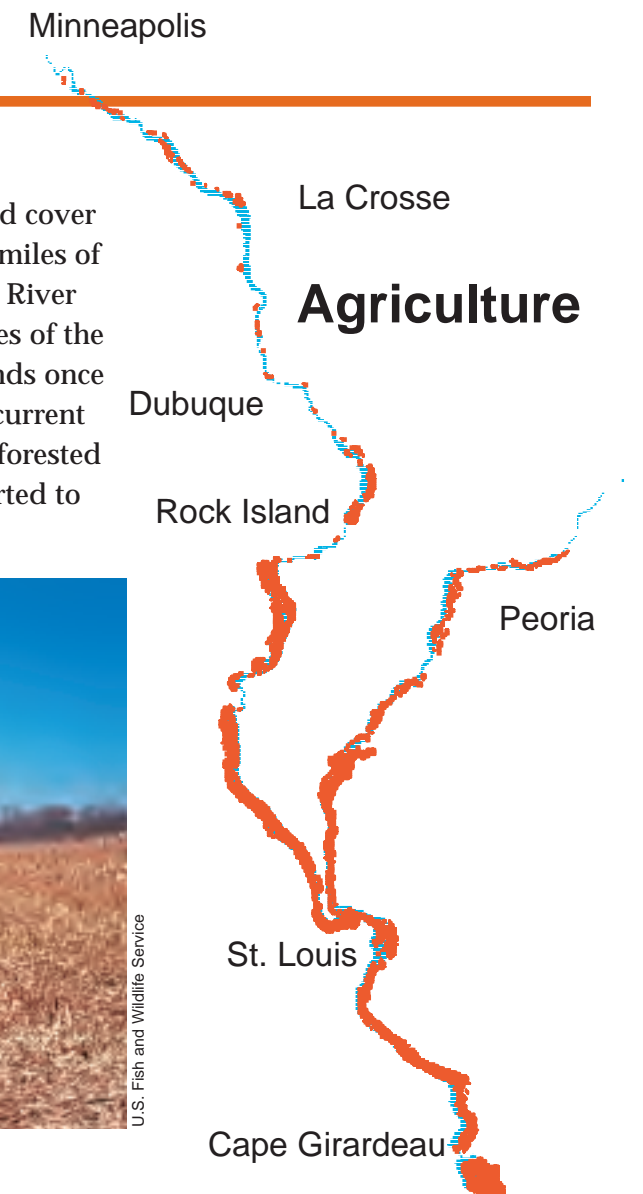 Minneapolis
d cover
miles of
River
es of the
nds once
current
forested
rted to
La Crosse
Agriculture
Dubuque
Rock Island
Peoria
U.S. Fish and Wildlife Service
St. Louis
Cape Girardeau